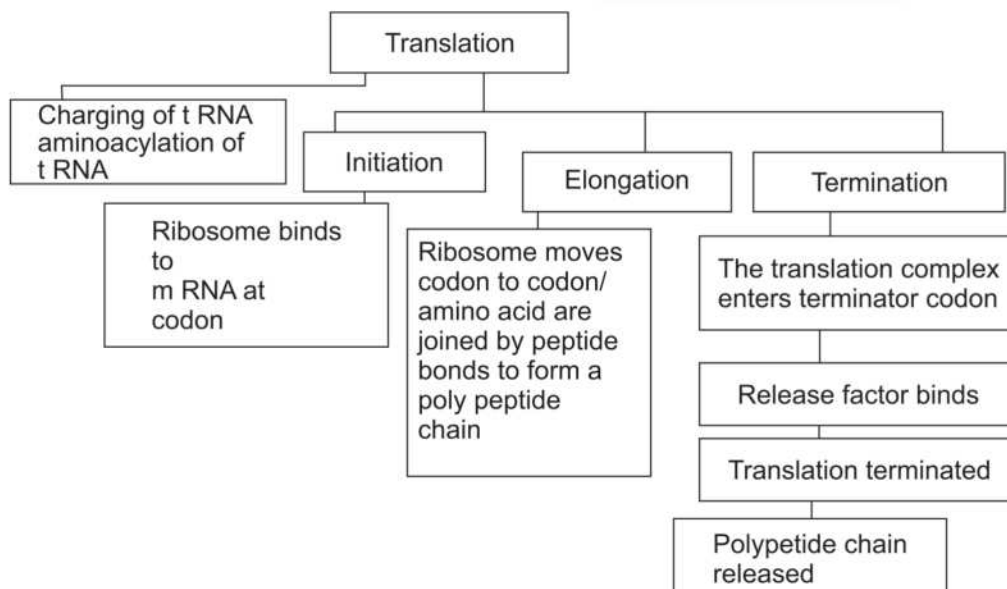 Translation
Charging of t RNA
aminoacylation of
t RNA
Initiation
Ribosome binds
to
m RNA at
codon
Elongation
Ribosome moves
codon to codon/
amino acid are
joined by peptide
bonds to form a
poly peptide
chain
Termination
The translation complex
enters terminator codon
Release factor binds
Translation terminated
Polypetide chain
released